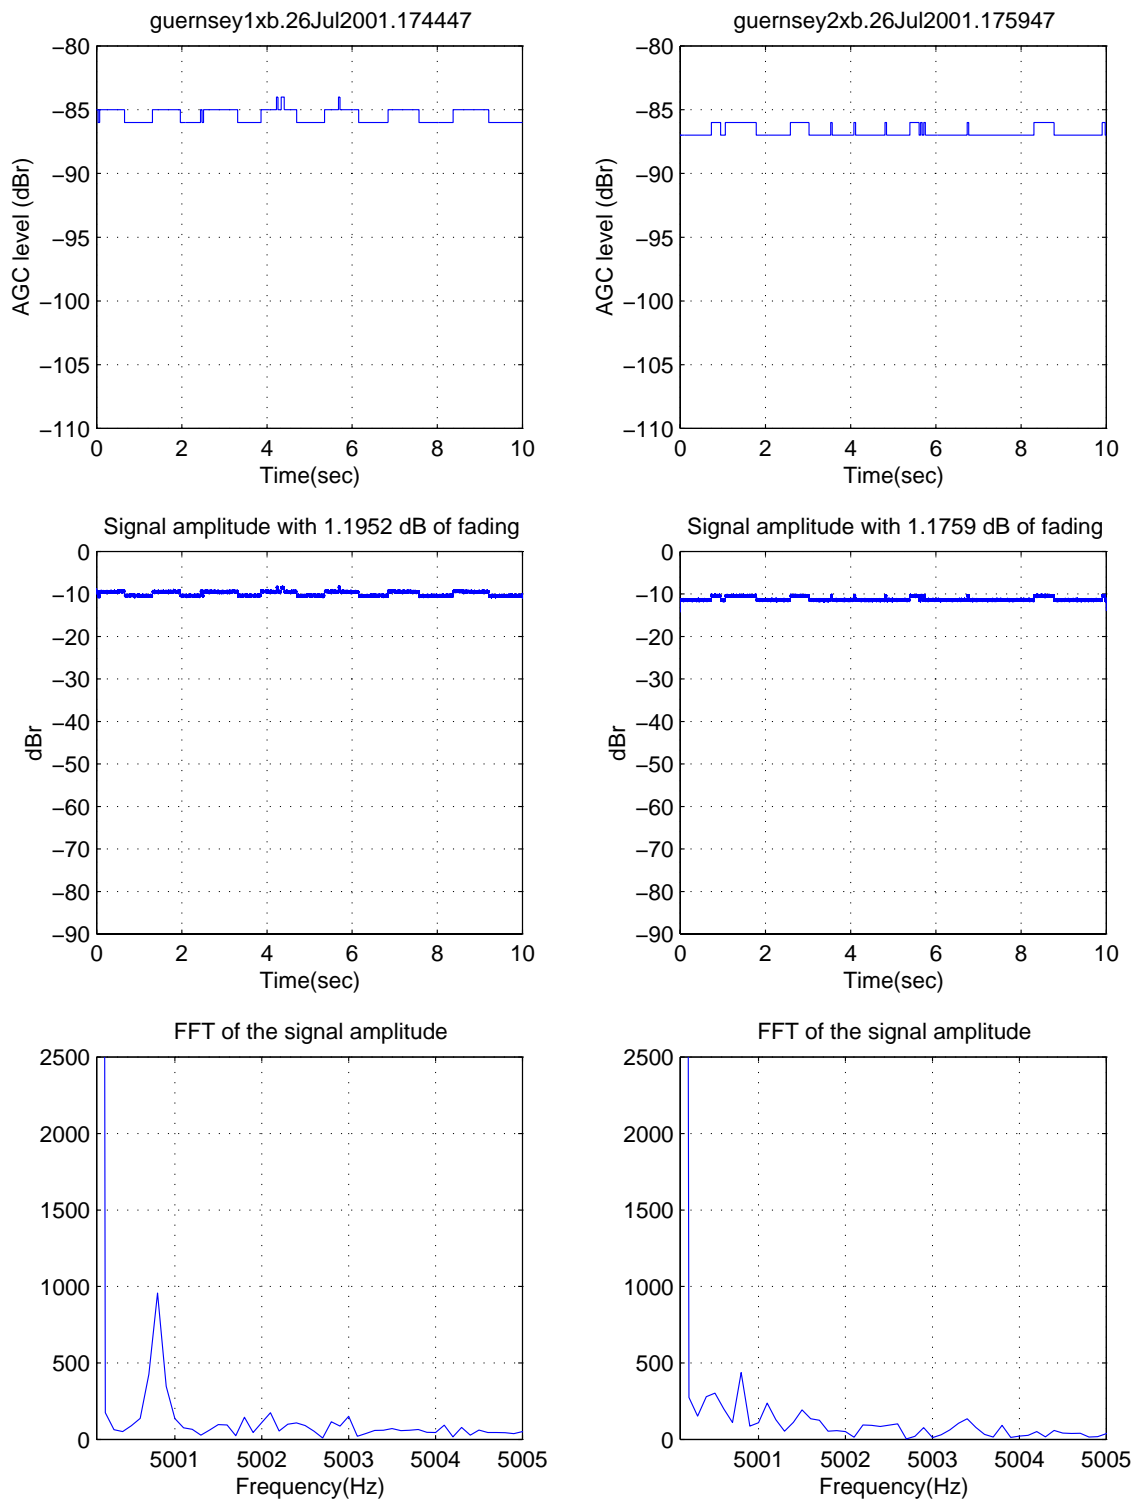 guernsey1xb.26Jul2001.174447
−80
−85
−90
−95
−100
−105
−110
AGC level (dBr)
0 2 4 6 8 10
Time(sec)
guernsey2xb.26Jul2001.175947
−80
−85
−90
−95
−100
−105
−110
AGC level (dBr)
0 2 4 6 8 10
Time(sec)
Signal amplitude with 1.1952 dB of fading
0
−10
−20
−30
−40
−50
−60
−70
−80
−90
dBr
0 2 4 6 8 10
Time(sec)
Signal amplitude with 1.1759 dB of fading
0
−10
−20
−30
−40
−50
−60
−70
−80
−90
dBr
0 2 4 6 8 10
Time(sec)
FFT of the signal amplitude
2500
2000
1500
1000
500
0
5001 5002 5003 5004 5005
Frequency(Hz)
FFT of the signal amplitude
2500
2000
1500
1000
500
0
5001 5002 5003 5004 5005
Frequency(Hz)